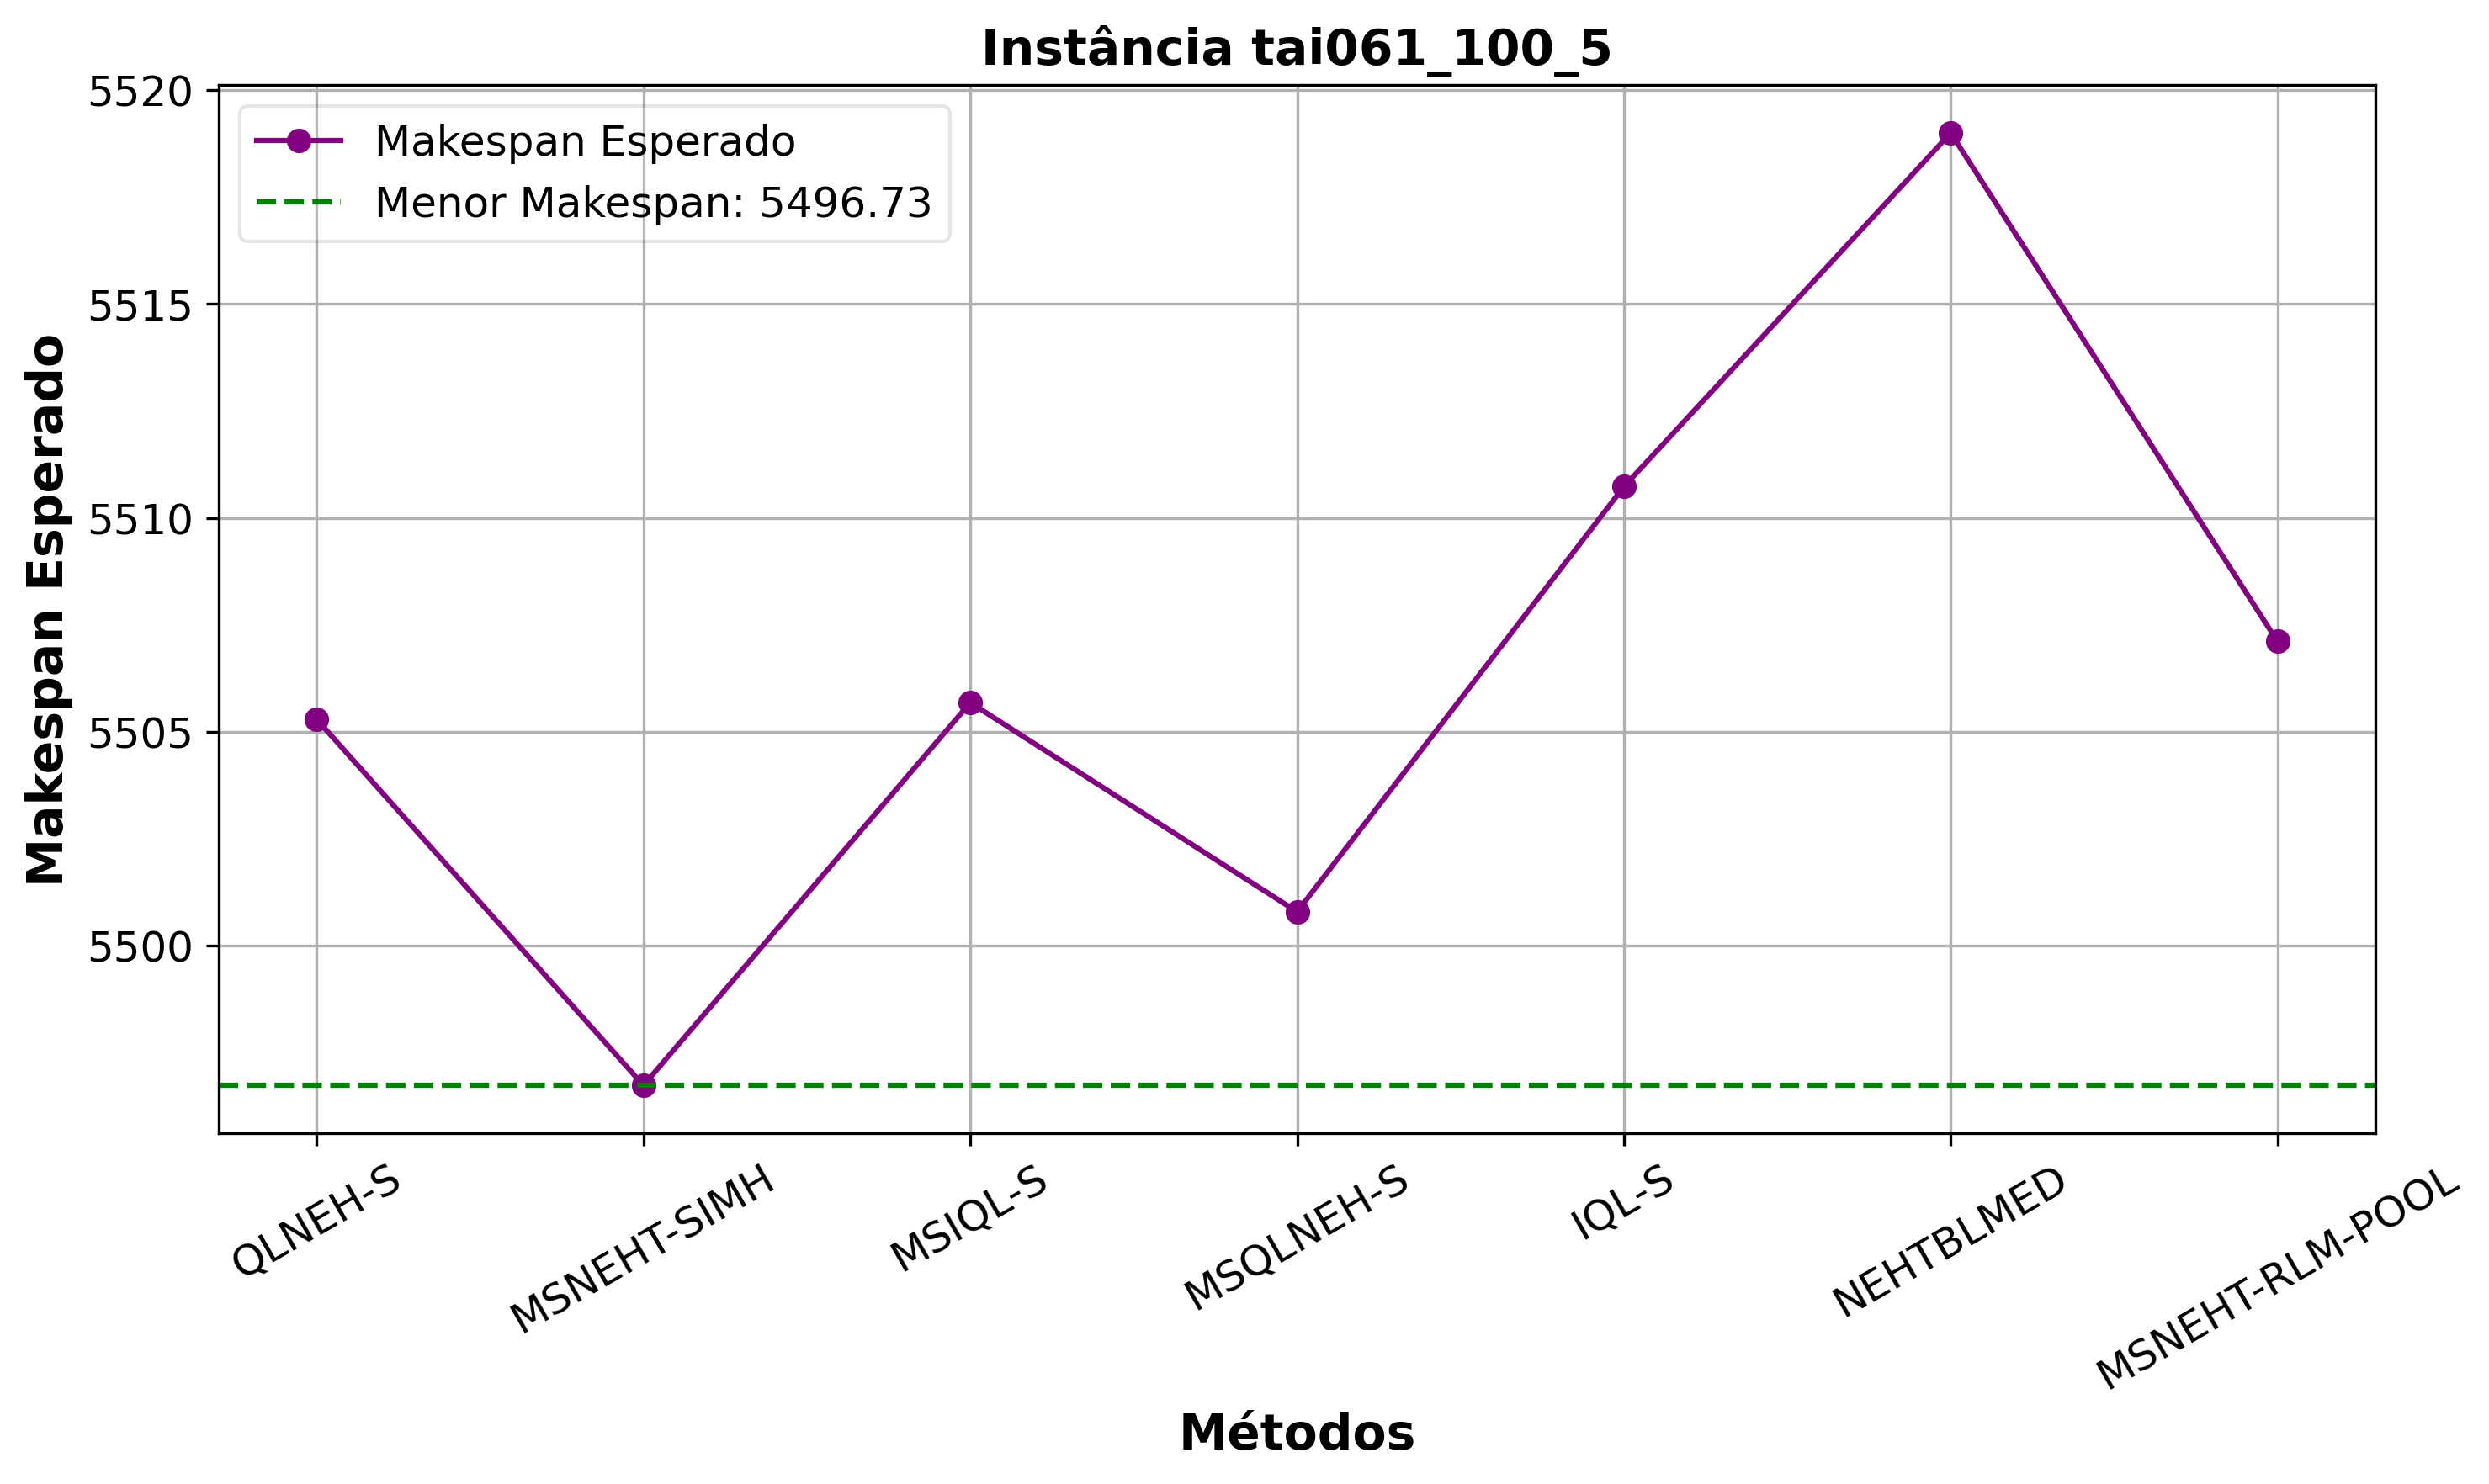 Instância tai061_100_5
Makespan Esperado
5520
5515
5510
5505
5500
Makespan Esperado
Menor Makespan: 5496.73
QLNEH-S
MSNEHT-SIMH
MSIQL-S
MSQLNEH-S
IQL-S
NEHTBLMED
MSNEHT-RLM-POOL
Métodos